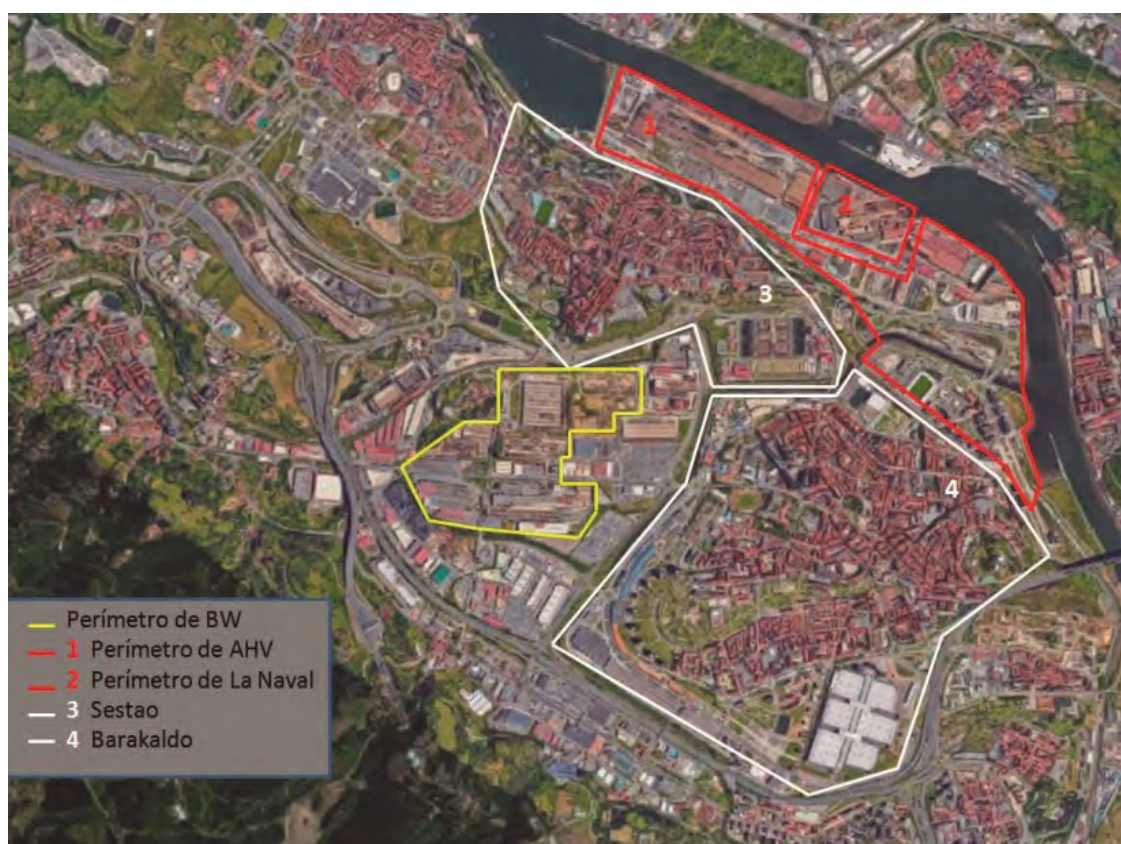 1
2
3
4
Perímetro de BW
1 Perímetro de AHV
2 Perímetro de La Naval
3 Sestao
4 Barakaldo